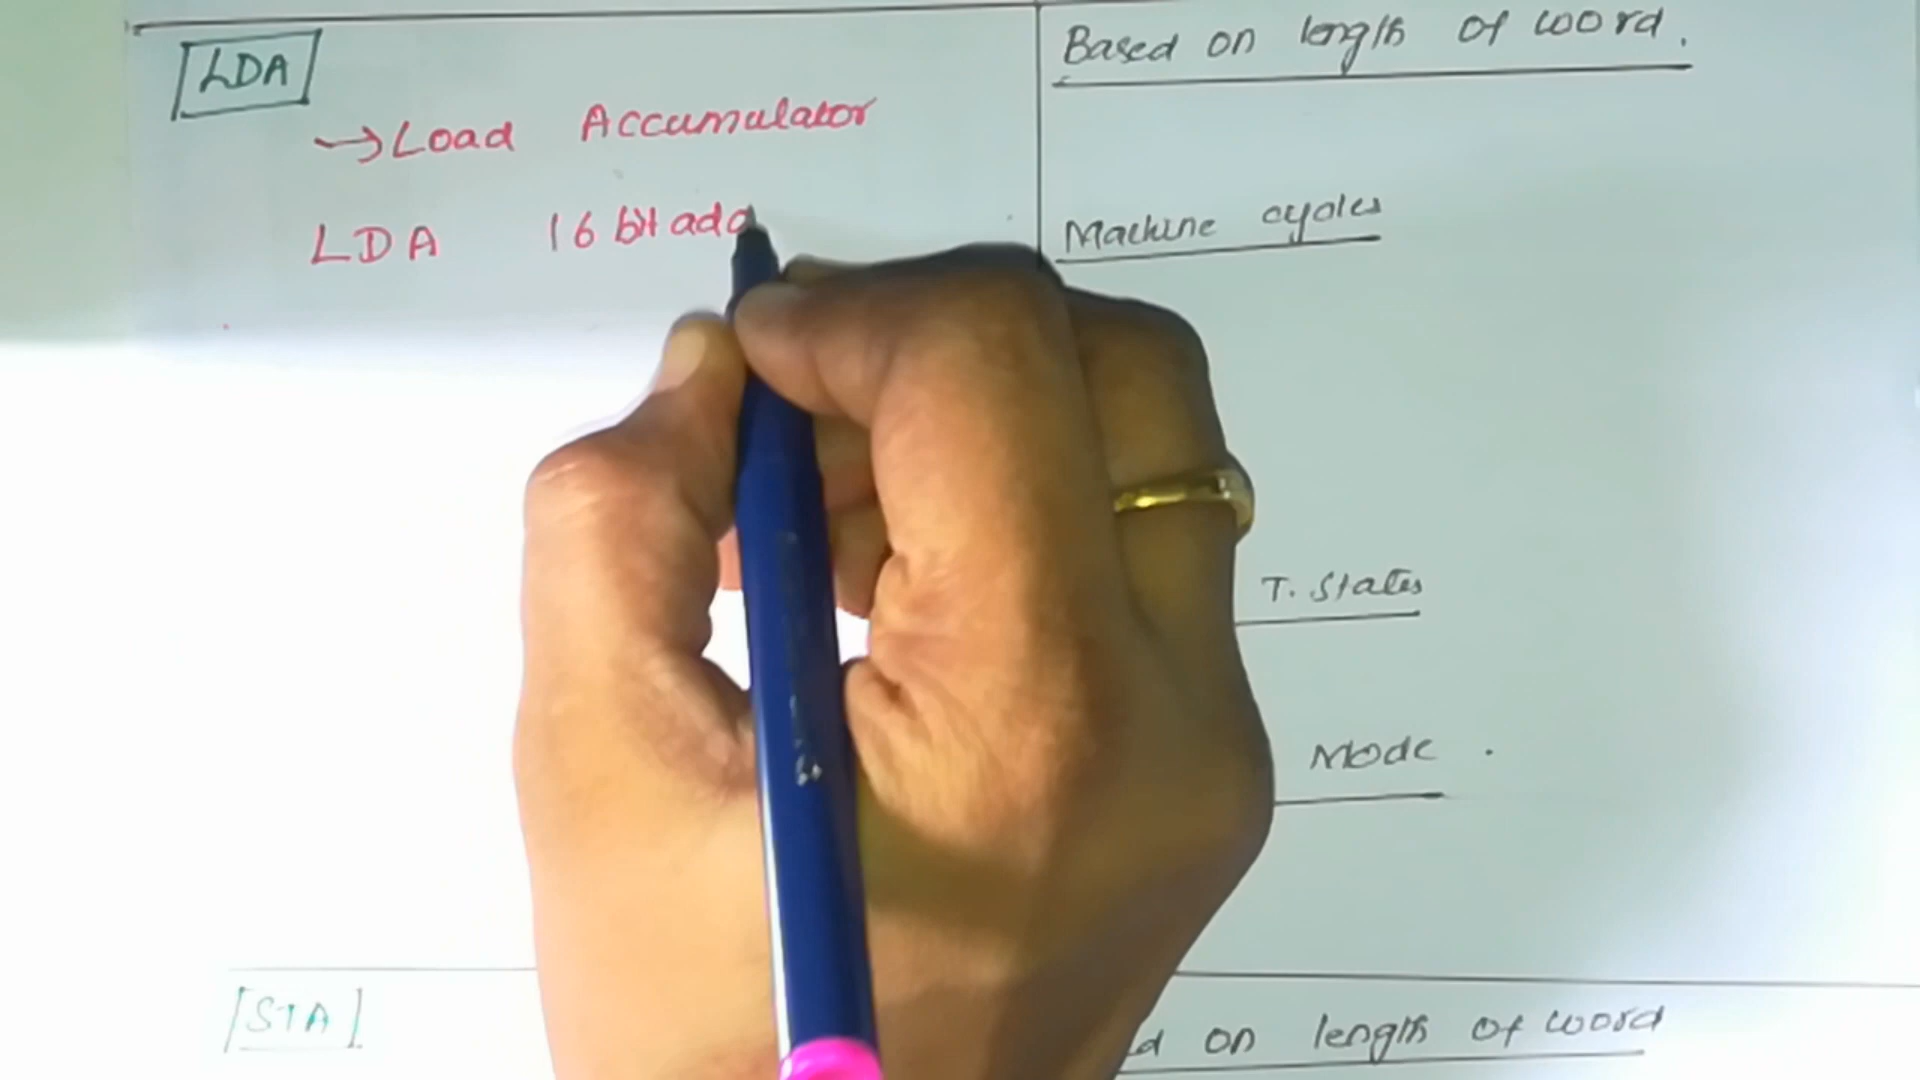 LDA
→Load Accumulator
LDA 16 bit add
Based on length of word.
Machine cycles
T. States
Mode .
STA
on length of word